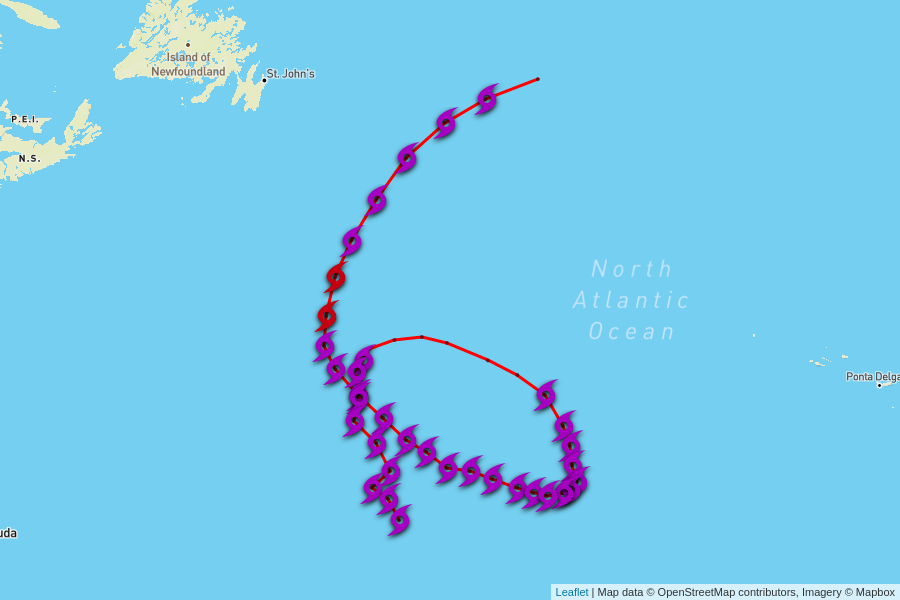 Island of
Newfoundland
St. John's
P.E.I.
N.S.
North
Atlantic
Ocean
Ponta Delga
uda
Leaflet | Map data © OpenStreetMap contributors, Imagery © Mapbox